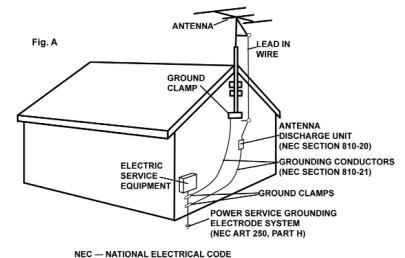 ANTENNA
Fig. A
LEAD IN
WIRE
GROUND
CLAMP
ANTENNA
DISCHARGE UNIT
(NEC SECTION 810-20)
ELECTRIC
SERVICE
EQUIPMENT
GROUNDING CONDUCTORS
(NEC SECTION 810-21)
GROUND CLAMPS
POWER SERVICE GROUNDING
ELECTRODE SYSTEM
(NEC ART 250, PART H)
NEC — NATIONAL ELECTRICAL CODE